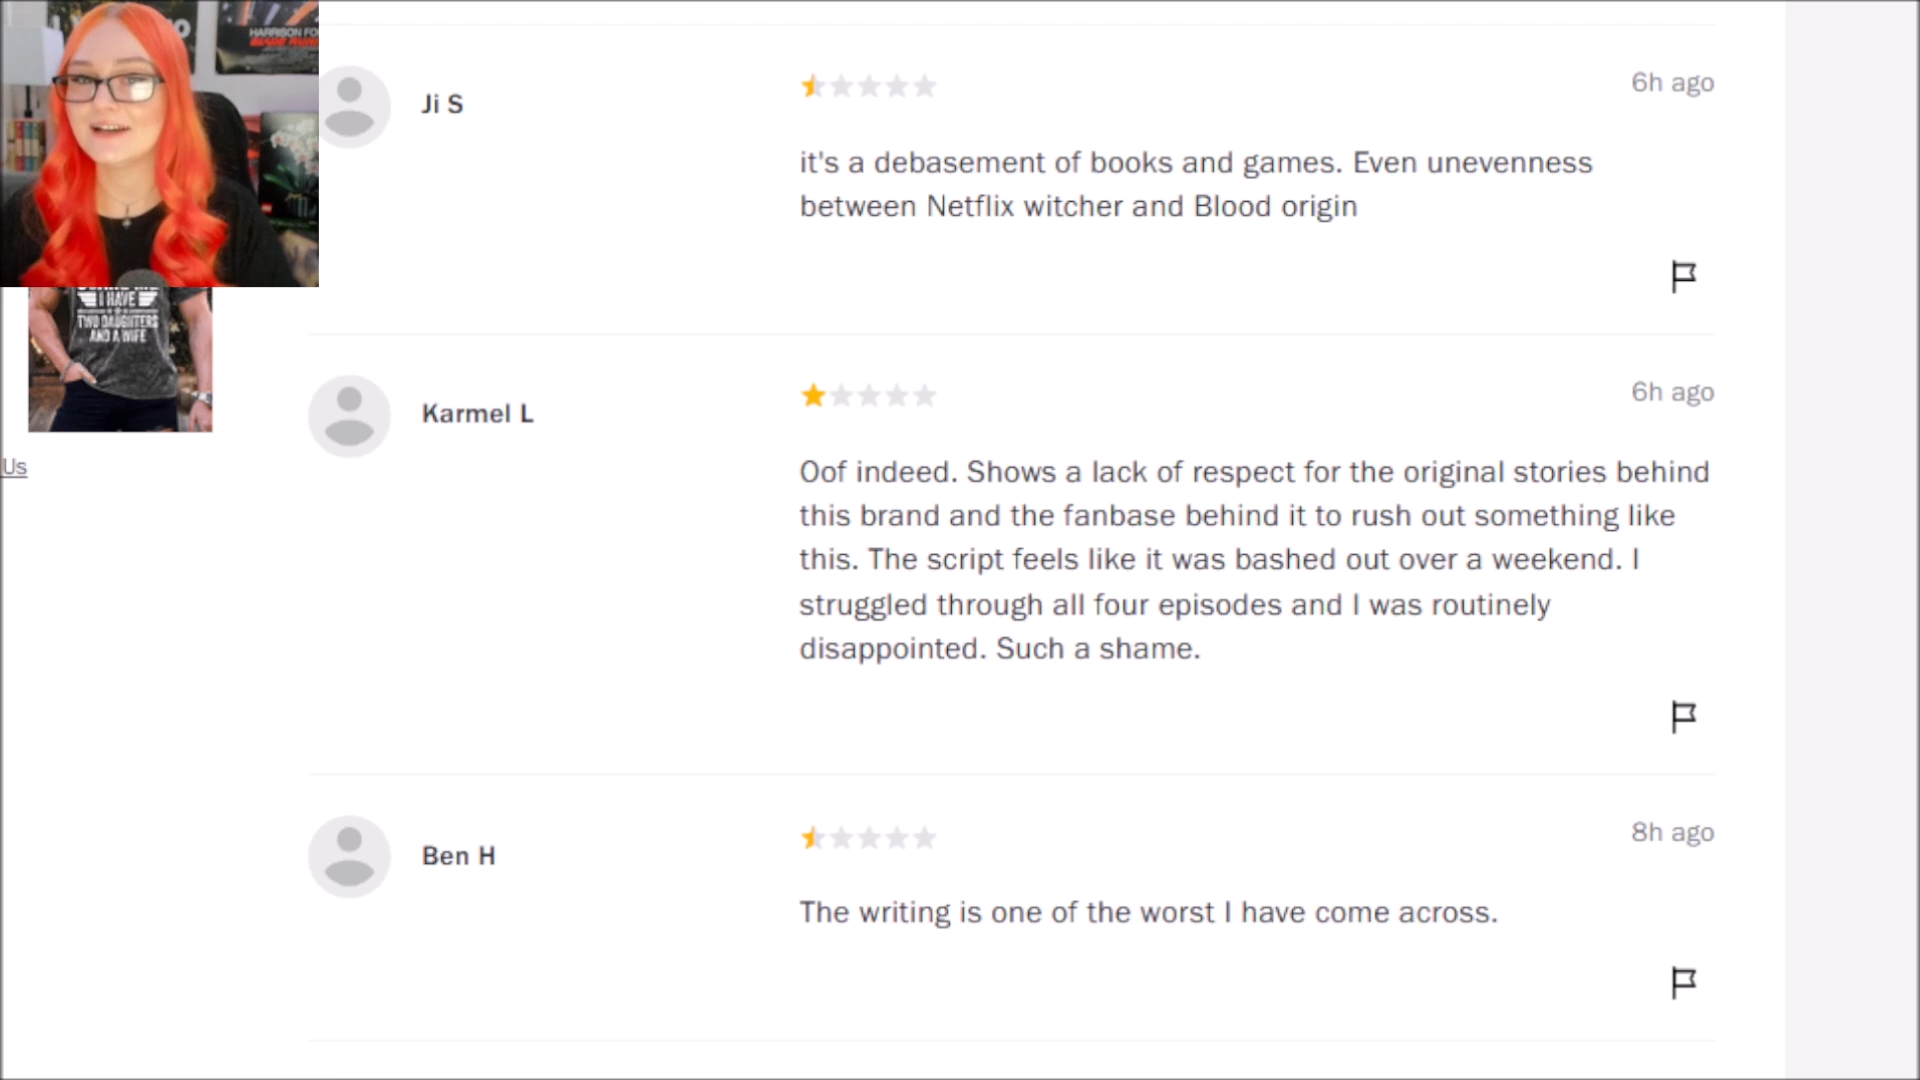 HARRISON FO
Ji S
6h ago
it's a debasement of books and games. Even unevenness
between Netflix witcher and Blood origin
I HAVE
TWO DAUGHTERS
AND A WIFE
Karmel L
6h ago
Us
Oof indeed. Shows a lack of respect for the original stories behind
this brand and the fanbase behind it to rush out something like
this. The script feels like it was bashed out over a weekend. I
struggled through all four episodes and I was routinely
disappointed. Such a shame.
Ben H
8h ago
The writing is one of the worst I have come across.